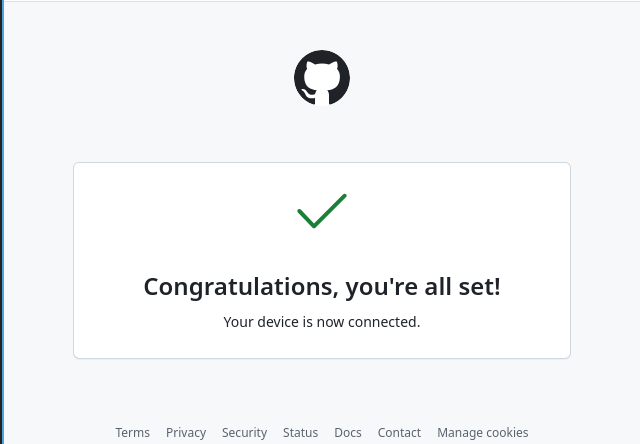 Congratulations, you're all set!
Your device is now connected.
Terms Privacy Security Status Docs Contact Manage cookies